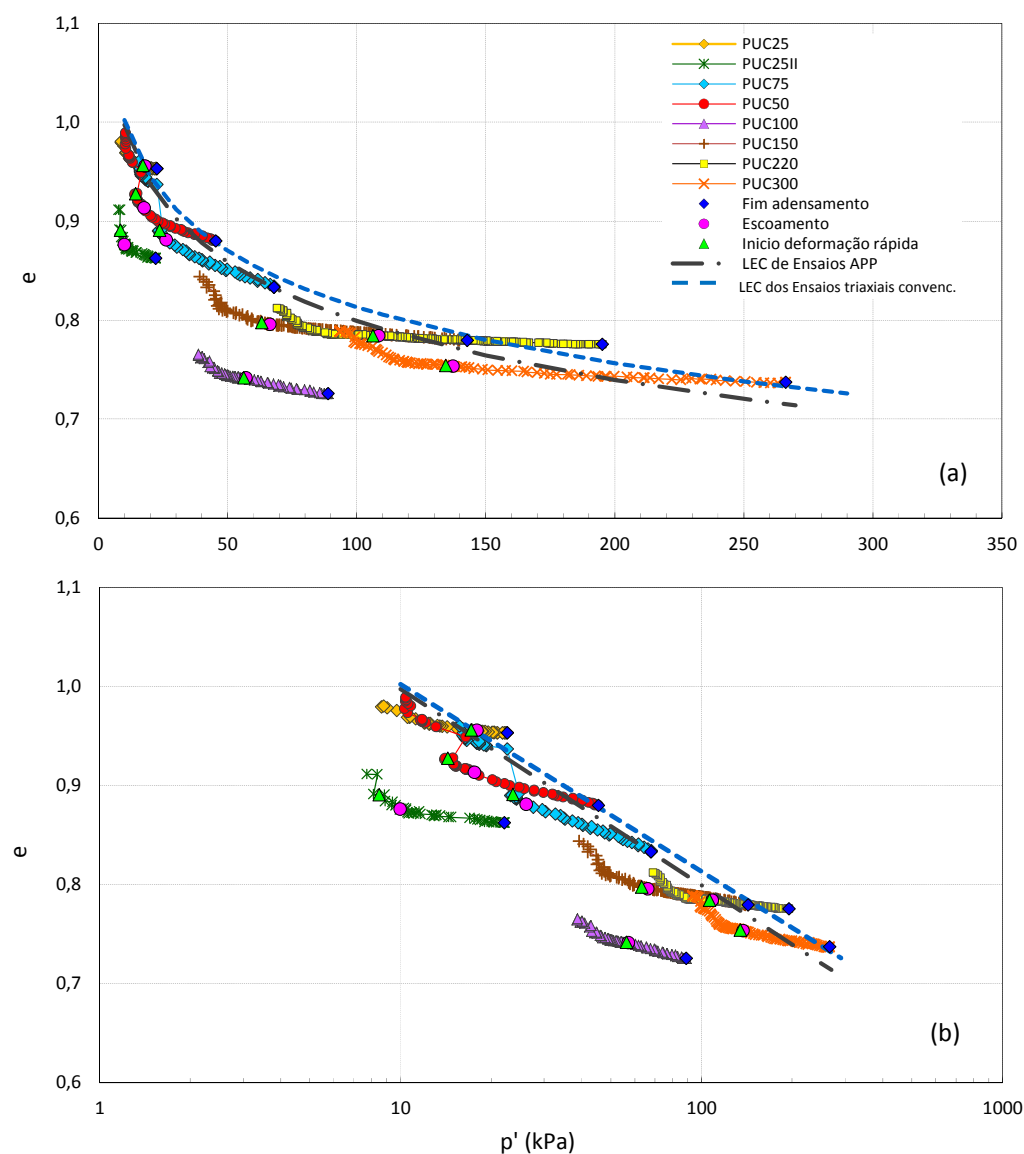 1,1
1,0
0,9
0,8
0,7
0,6
e
PUC25
PUC25II
PUC75
PUC50
PUC100
PUC150
PUC220
PUC300
Fim adensamento
Escoamento
Inicio deformação rápida
LEC de Ensaios APP
LEC dos Ensaios triaxiais convenc.
(a)
0 50 100 150 200 250 300 350
1,1
1,0
0,9
0,8
0,7
0,6
e
(b)
1 10 100 1000
p' (kPa)